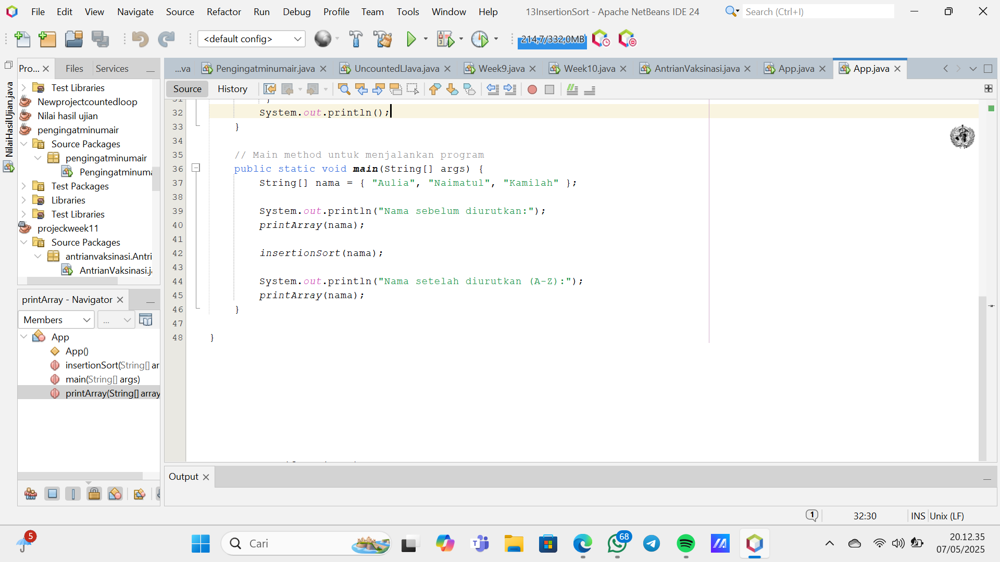 File Edit View Navigate Source Refactor Run Debug Profile Team Tools Window Help 13InsertionSort - Apache NetBeans IDE 24 Search (Ctrl+I)
<default config> 214,7/332,0MB
Pro... Files Services
...va Pengingatminumair.java UncountedLJava.java Week9.java Week10.java AntrianVaksinasi.java App.java App.java
Source History
NilaiHasilUjian.java
Test Libraries
Newprojectcountedloop
Nilai hasil ujian
pengingatminumair
Source Packages
pengingatminumair
Pengingatminuma
Test Packages
Libraries
Test Libraries
projeckweek11
Source Packages
antrianvaksinasi.Antri
AntrianVaksinasi.ja
printArray - Navigator
Members ...
App
App()
insertionSort(String[] ar
main(String[] args)
printArray(String[] array
31 }
32 System.out.println();
33 }
34
35 // Main method untuk menjalankan program
36 public static void main(String[] args) {
37 String[] nama = { "Aulia", "Naimatul", "Kamilah" };
38
39 System.out.println("Nama sebelum diurutkan:");
40 printArray(nama);
41
42 insertionSort(nama);
43
44 System.out.println("Nama setelah diurutkan (A-Z):");
45 printArray(nama);
46 }
47
48 }
Output
1 32:30 INS Unix (LF)
5 Cari 68 20.12.35
07/05/2025